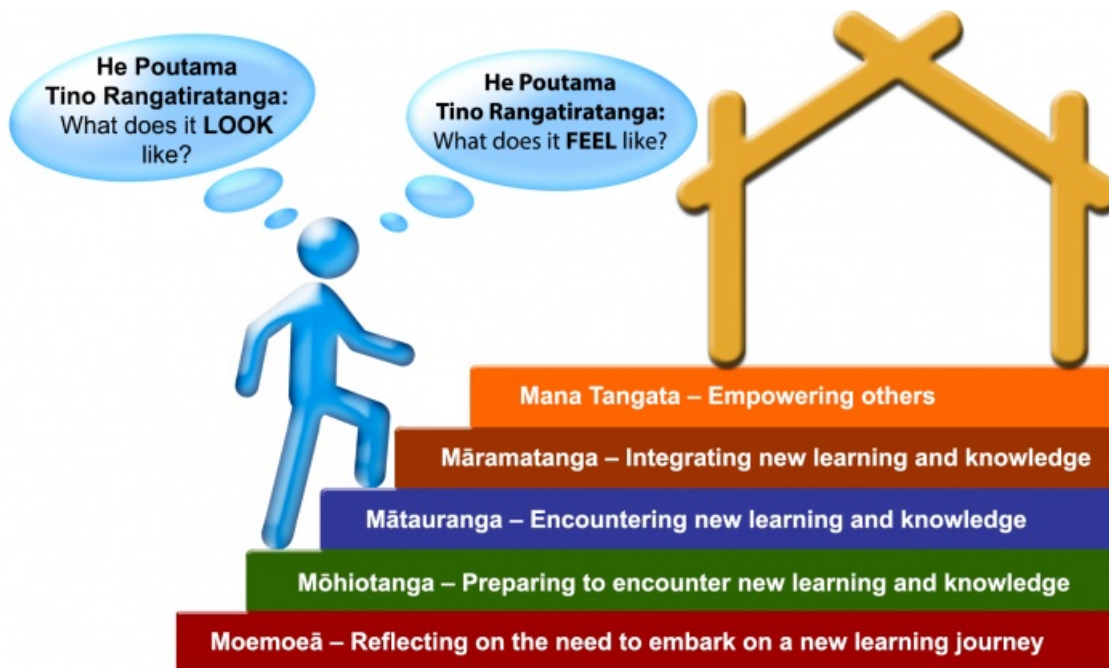 He Poutama
Tino Rangatiratanga:
What does it LOOK
like?
He Poutama
Tino Rangatiratanga:
What does it FEEL like?
Mana Tangata – Empowering others
Māramatanga – Integrating new learning and knowledge
Mātauranga – Encountering new learning and knowledge
Mōhiotanga – Preparing to encounter new learning and knowledge
Moemoeā – Reflecting on the need to embark on a new learning journey